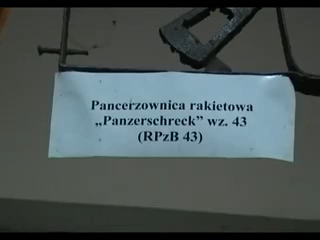 Pancerzownica rakietowa
„Panzerschreck” wz. 43
(RPzB 43)